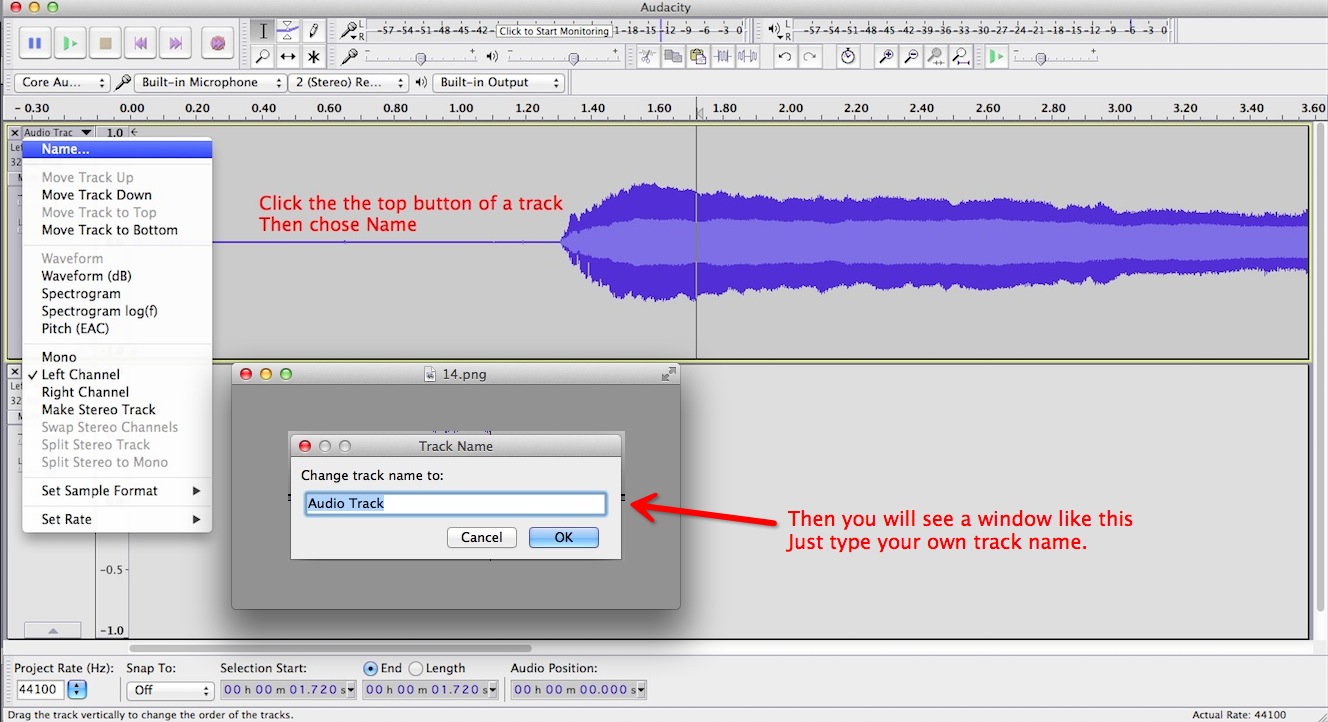 Audacity
L
R
-57-54-51-48-45-42- Click to Start Monitoring 1-18-15-12 -9 -6 -3 0
L
R
-57-54-51-48-45-42-39-36-33-30-27-24-21-18-15-12 -9 -6 -3 0
Core Au... Built-in Microphone 2 (Stereo) Re... Built-in Output
- 0.30 0.00 0.20 0.40 0.60 0.80 1.00 1.20 1.40 1.60 1.80 2.00 2.20 2.40 2.60 2.80 3.00 3.20 3.40 3.60
Audio Trac 1.0
Name...
Move Track Up
Move Track Down
Move Track to Top
Move Track to Bottom
Waveform
Waveform (dB)
Spectrogram
Spectrogram log(f)
Pitch (EAC)
Mono
Left Channel
Right Channel
Make Stereo Track
Swap Stereo Channels
Split Stereo Track
Split Stereo to Mono
Set Sample Format
Set Rate
Click the the top button of a track
Then chose Name
14.png
Track Name
Change track name to:
Audio Track
Cancel OK
Then you will see a window like this
Just type your own track name.
-0.5
-1.0
Project Rate (Hz): Snap To: Selection Start: End Length Audio Position:
44100 Off 00 h 00 m 01.720 s 00 h 00 m 01.720 s 00 h 00 m 00.000 s
Drag the track vertically to change the order of the tracks. Actual Rate: 44100